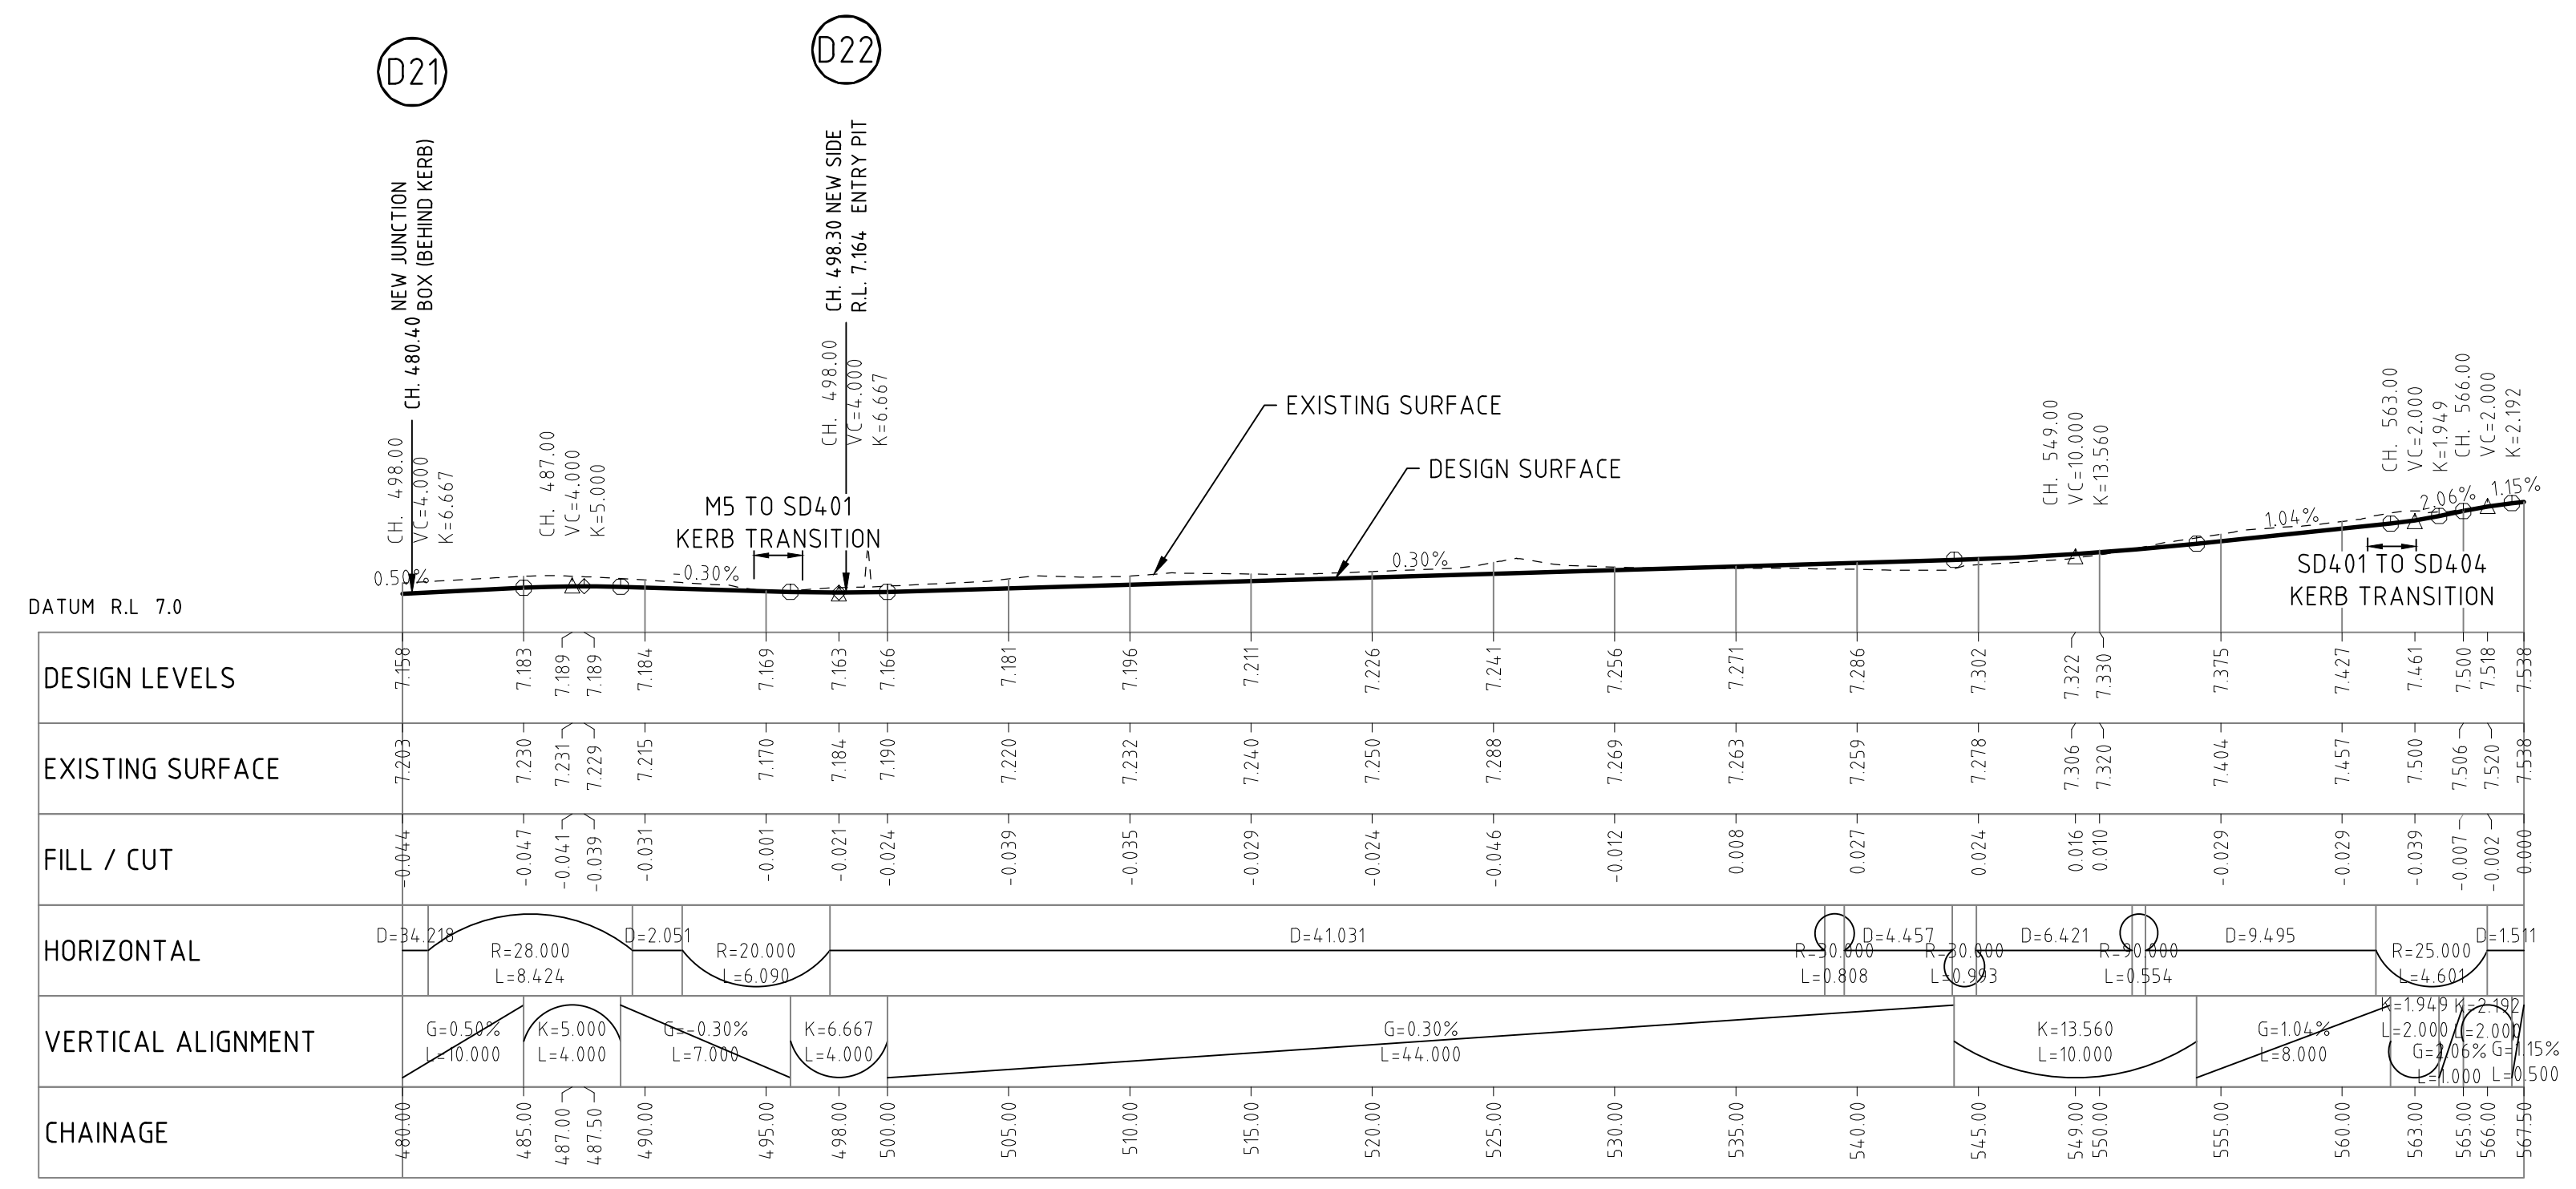 D21
D22
NEW JUNCTION
BOX (BEHIND KERB)
CH. 480.40
CH. 498.30 NEW SIDE
R.L. 7.164 ENTRY PIT
CH. 498.00
VC=4.000
K=6.667
CH. 487.00
VC=4.000
K=5.000
CH. 498.00
VC=4.000
K=6.667
CH. 549.00
VC=10.000
K=13.560
CH. 563.00
VC=2.000
K=1.949
CH. 566.00
VC=2.000
K=2.192
EXISTING SURFACE
DESIGN SURFACE
M5 TO SD401
KERB TRANSITION
SD401 TO SD404
KERB TRANSITION
0.50% -0.30% 0.30% 1.04% 2.06% 1.15%
DATUM R.L 7.0
DESIGN LEVELS 7.158 7.183 7.189 7.189 7.184 7.169 7.163 7.166 7.181 7.196 7.211 7.226 7.241 7.256 7.271 7.286 7.302 7.322 7.330 7.375 7.427 7.461 7.500 7.518 7.538
EXISTING SURFACE 7.203 7.230 7.231 7.229 7.215 7.170 7.184 7.190 7.220 7.232 7.240 7.250 7.288 7.269 7.263 7.259 7.278 7.306 7.320 7.404 7.457 7.500 7.506 7.520 7.538
FILL / CUT -0.044 -0.047 -0.041 -0.039 -0.031 -0.001 -0.021 -0.024 -0.039 -0.035 -0.029 -0.024 -0.046 -0.012 0.008 0.027 0.024 0.016 0.010 -0.029 -0.029 -0.039 -0.007 -0.002 0.000
HORIZONTAL
D=34.218 D=2.051 D=41.031 D=4.457 D=6.421 D=9.495 D=1.511
R=28.000 R=20.000 R=30.000 R=30.000 R=90.000 R=25.000
L=8.424 L=6.090 L=0.808 L=0.993 L=0.554 L=4.601
VERTICAL ALIGNMENT
G=0.50% K=5.000 G=-0.30% K=6.667 G=0.30% K=13.560 G=1.04% K=1.949 K=2.192
L=10.000 L=4.000 L=7.000 L=4.000 L=44.000 L=10.000 L=8.000 L=2.000 L=2.000
G=2.06% G=1.15%
L=1.000 L=0.500
CHAINAGE 480.00 485.00 487.00 487.50 490.00 495.00 498.00 500.00 505.00 510.00 515.00 520.00 525.00 530.00 535.00 540.00 545.00 549.00 550.00 555.00 560.00 563.00 565.00 566.00 567.50